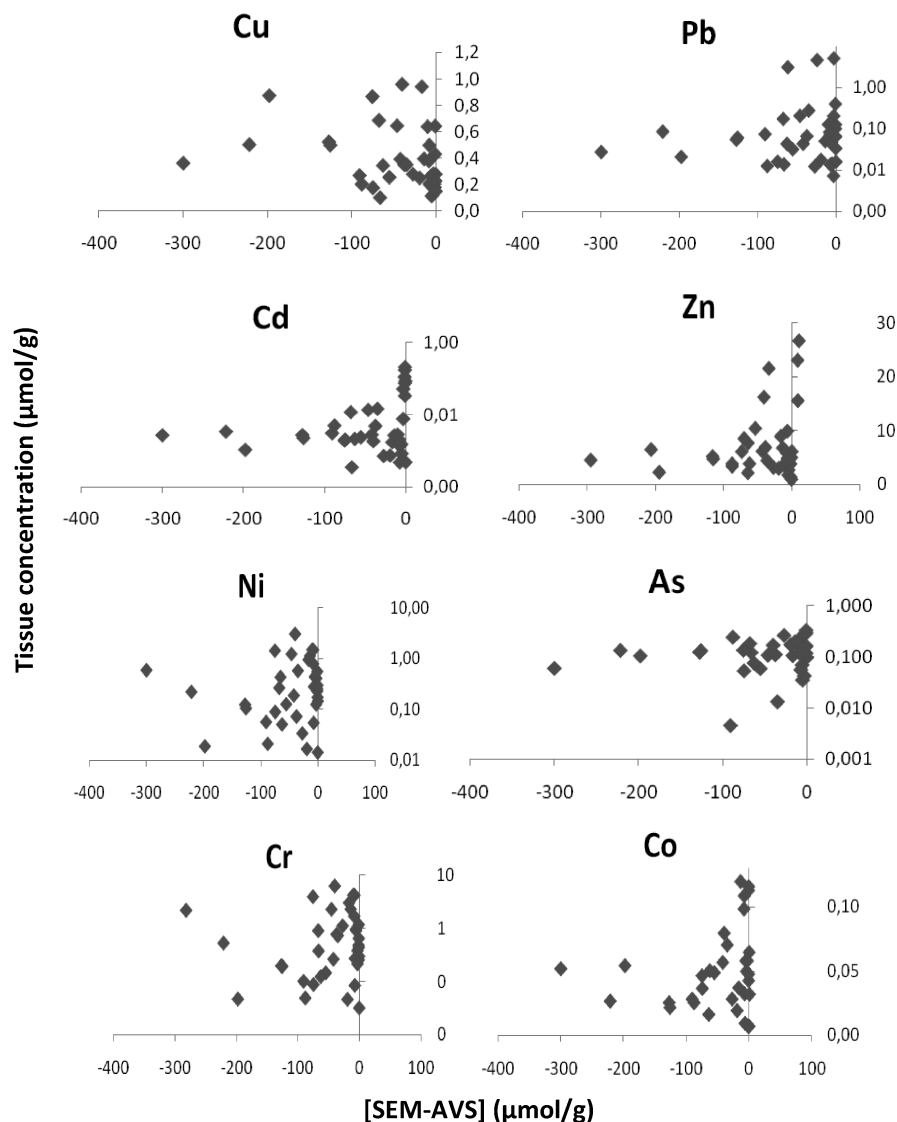 Cu
1,2
1,0
0,8
0,6
0,4
0,2
0,0
-400 -300 -200 -100 0
Pb
1,00
0,10
0,01
0,00
-400 -300 -200 -100 0
Tissue concentration (µmol/g)
Cd
1,00
0,01
0,00
-400 -300 -200 -100 0
Zn
30
20
10
0
-400 -300 -200 -100 0 100
Ni
10,00
1,00
0,10
0,01
-400 -300 -200 -100 0 100
As
1,000
0,100
0,010
0,001
-400 -300 -200 -100 0
Cr
10
1
0
0
-400 -300 -200 -100 0 100
Co
0,10
0,05
0,00
-400 -300 -200 -100 0 100
[SEM-AVS] (µmol/g)